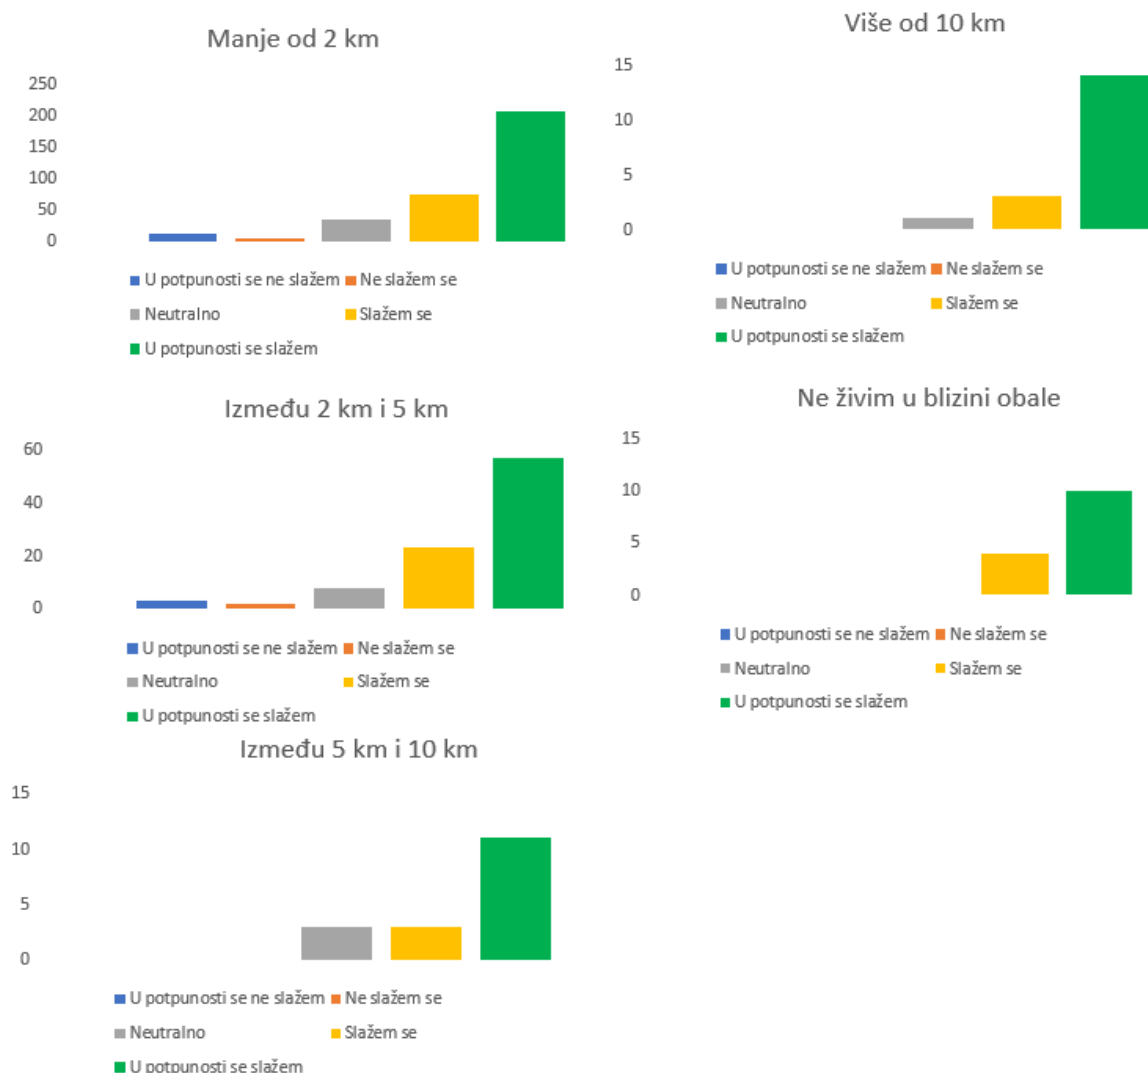 Manje od 2 km
250
200
150
100
50
0
U potpunosti se ne slažem Ne slažem se
Neutralno Slažem se
U potpunosti se slažem
Više od 10 km
15
10
5
0
U potpunosti se ne slažem Ne slažem se
Neutralno Slažem se
U potpunosti se slažem
Između 2 km i 5 km
60
40
20
0
U potpunosti se ne slažem Ne slažem se
Neutralno Slažem se
U potpunosti se slažem
Ne živim u blizini obale
15
10
5
0
U potpunosti se ne slažem Ne slažem se
Neutralno Slažem se
U potpunosti se slažem
Između 5 km i 10 km
15
10
5
0
U potpunosti se ne slažem Ne slažem se
Neutralno Slažem se
U potpunosti se slažem